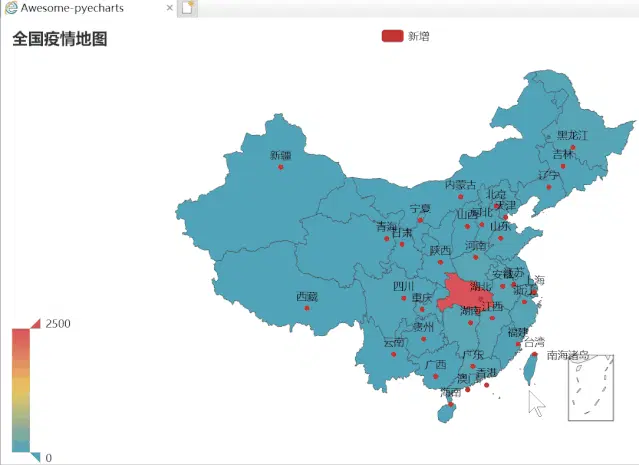 Awesome-pyecharts
全国疫情地图
新增
黑龙江
吉林
辽宁
新疆
内蒙古
北京
天津
宁夏
山西
河北
山东
青海
甘肃
陕西
河南
四川
重庆
湖北
安徽
江苏
上海
浙江
西藏
湖南
江西
贵州
福建
台湾
云南
广西
广东
香港
澳门
海南
南海诸岛
2500
0